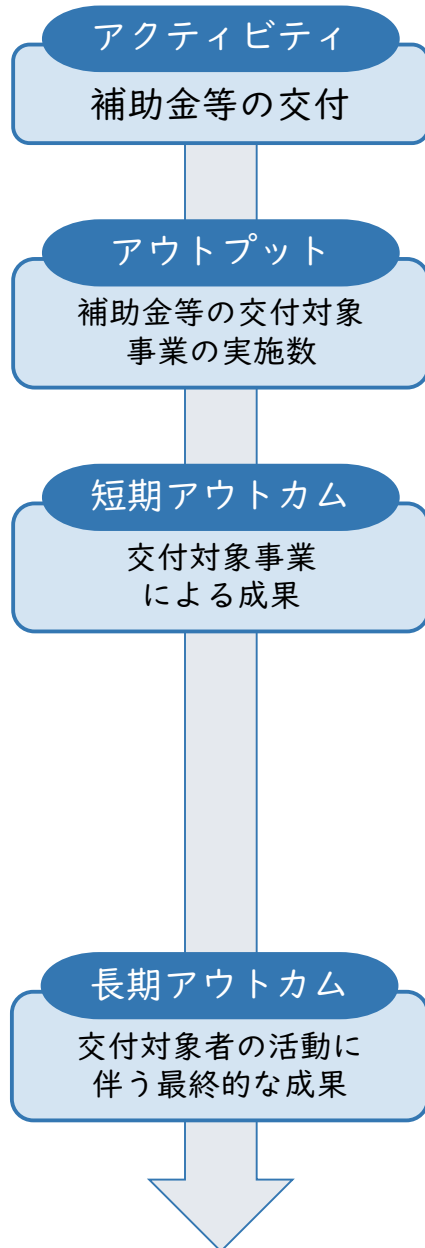 アクティビティ
補助金等の交付
アウトプット
補助金等の交付対象
事業の実施数
短期アウトカム
交付対象事業
による成果
長期アウトカム
交付対象者の活動に
伴う最終的な成果